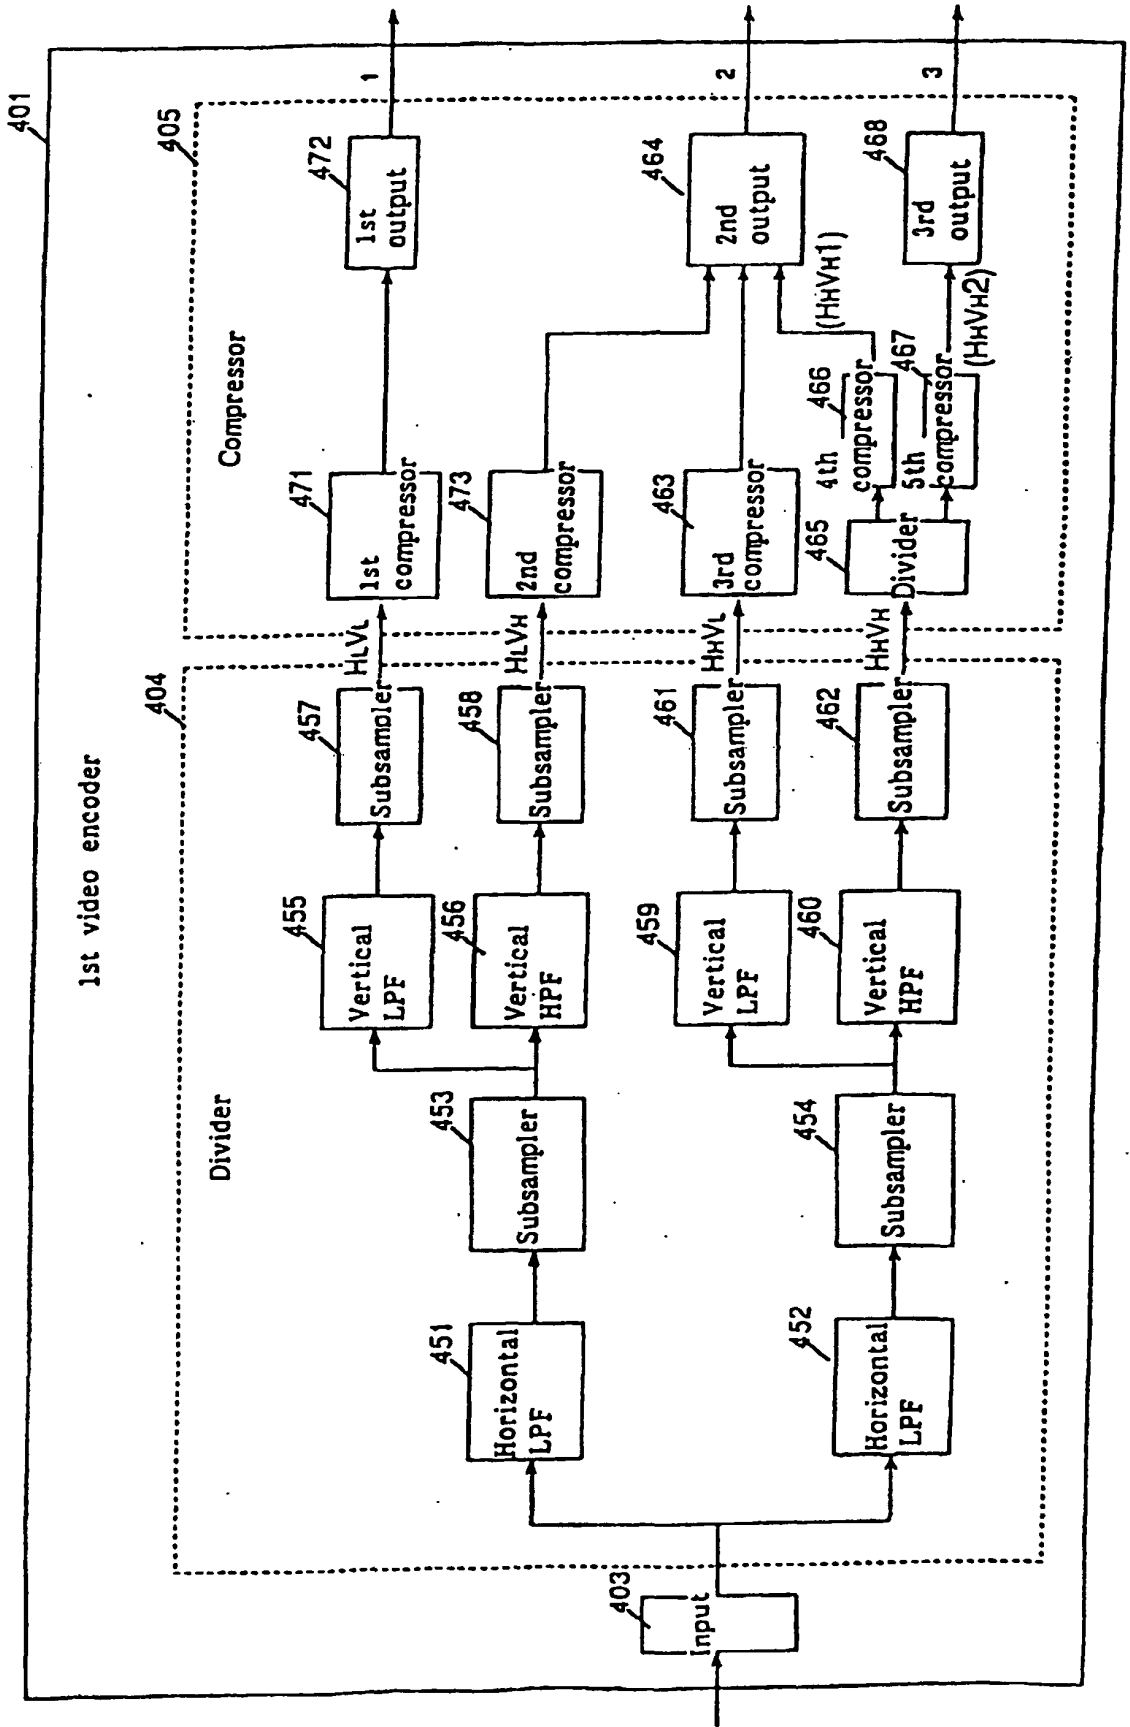 401
1st video encoder
404
Divider
405
Compressor
403
Input
451
Horizontal
LPF
453
Subsampler
455
Vertical
LPF
457
Subsampler
HLVL
471
1st
compressor
472
1st
output
1
456
Vertical
HPF
458
Subsampler
HLVH
473
2nd
compressor
452
Horizontal
LPF
454
Subsampler
459
Vertical
LPF
461
Subsampler
HHVL
463
3rd
compressor
464
2nd
output
2
460
Vertical
HPF
462
Subsampler
HHVH
465
Divider
4th
466
compressor
(HHVH1)
5th
467
compressor
(HHVH2)
468
3rd
output
3